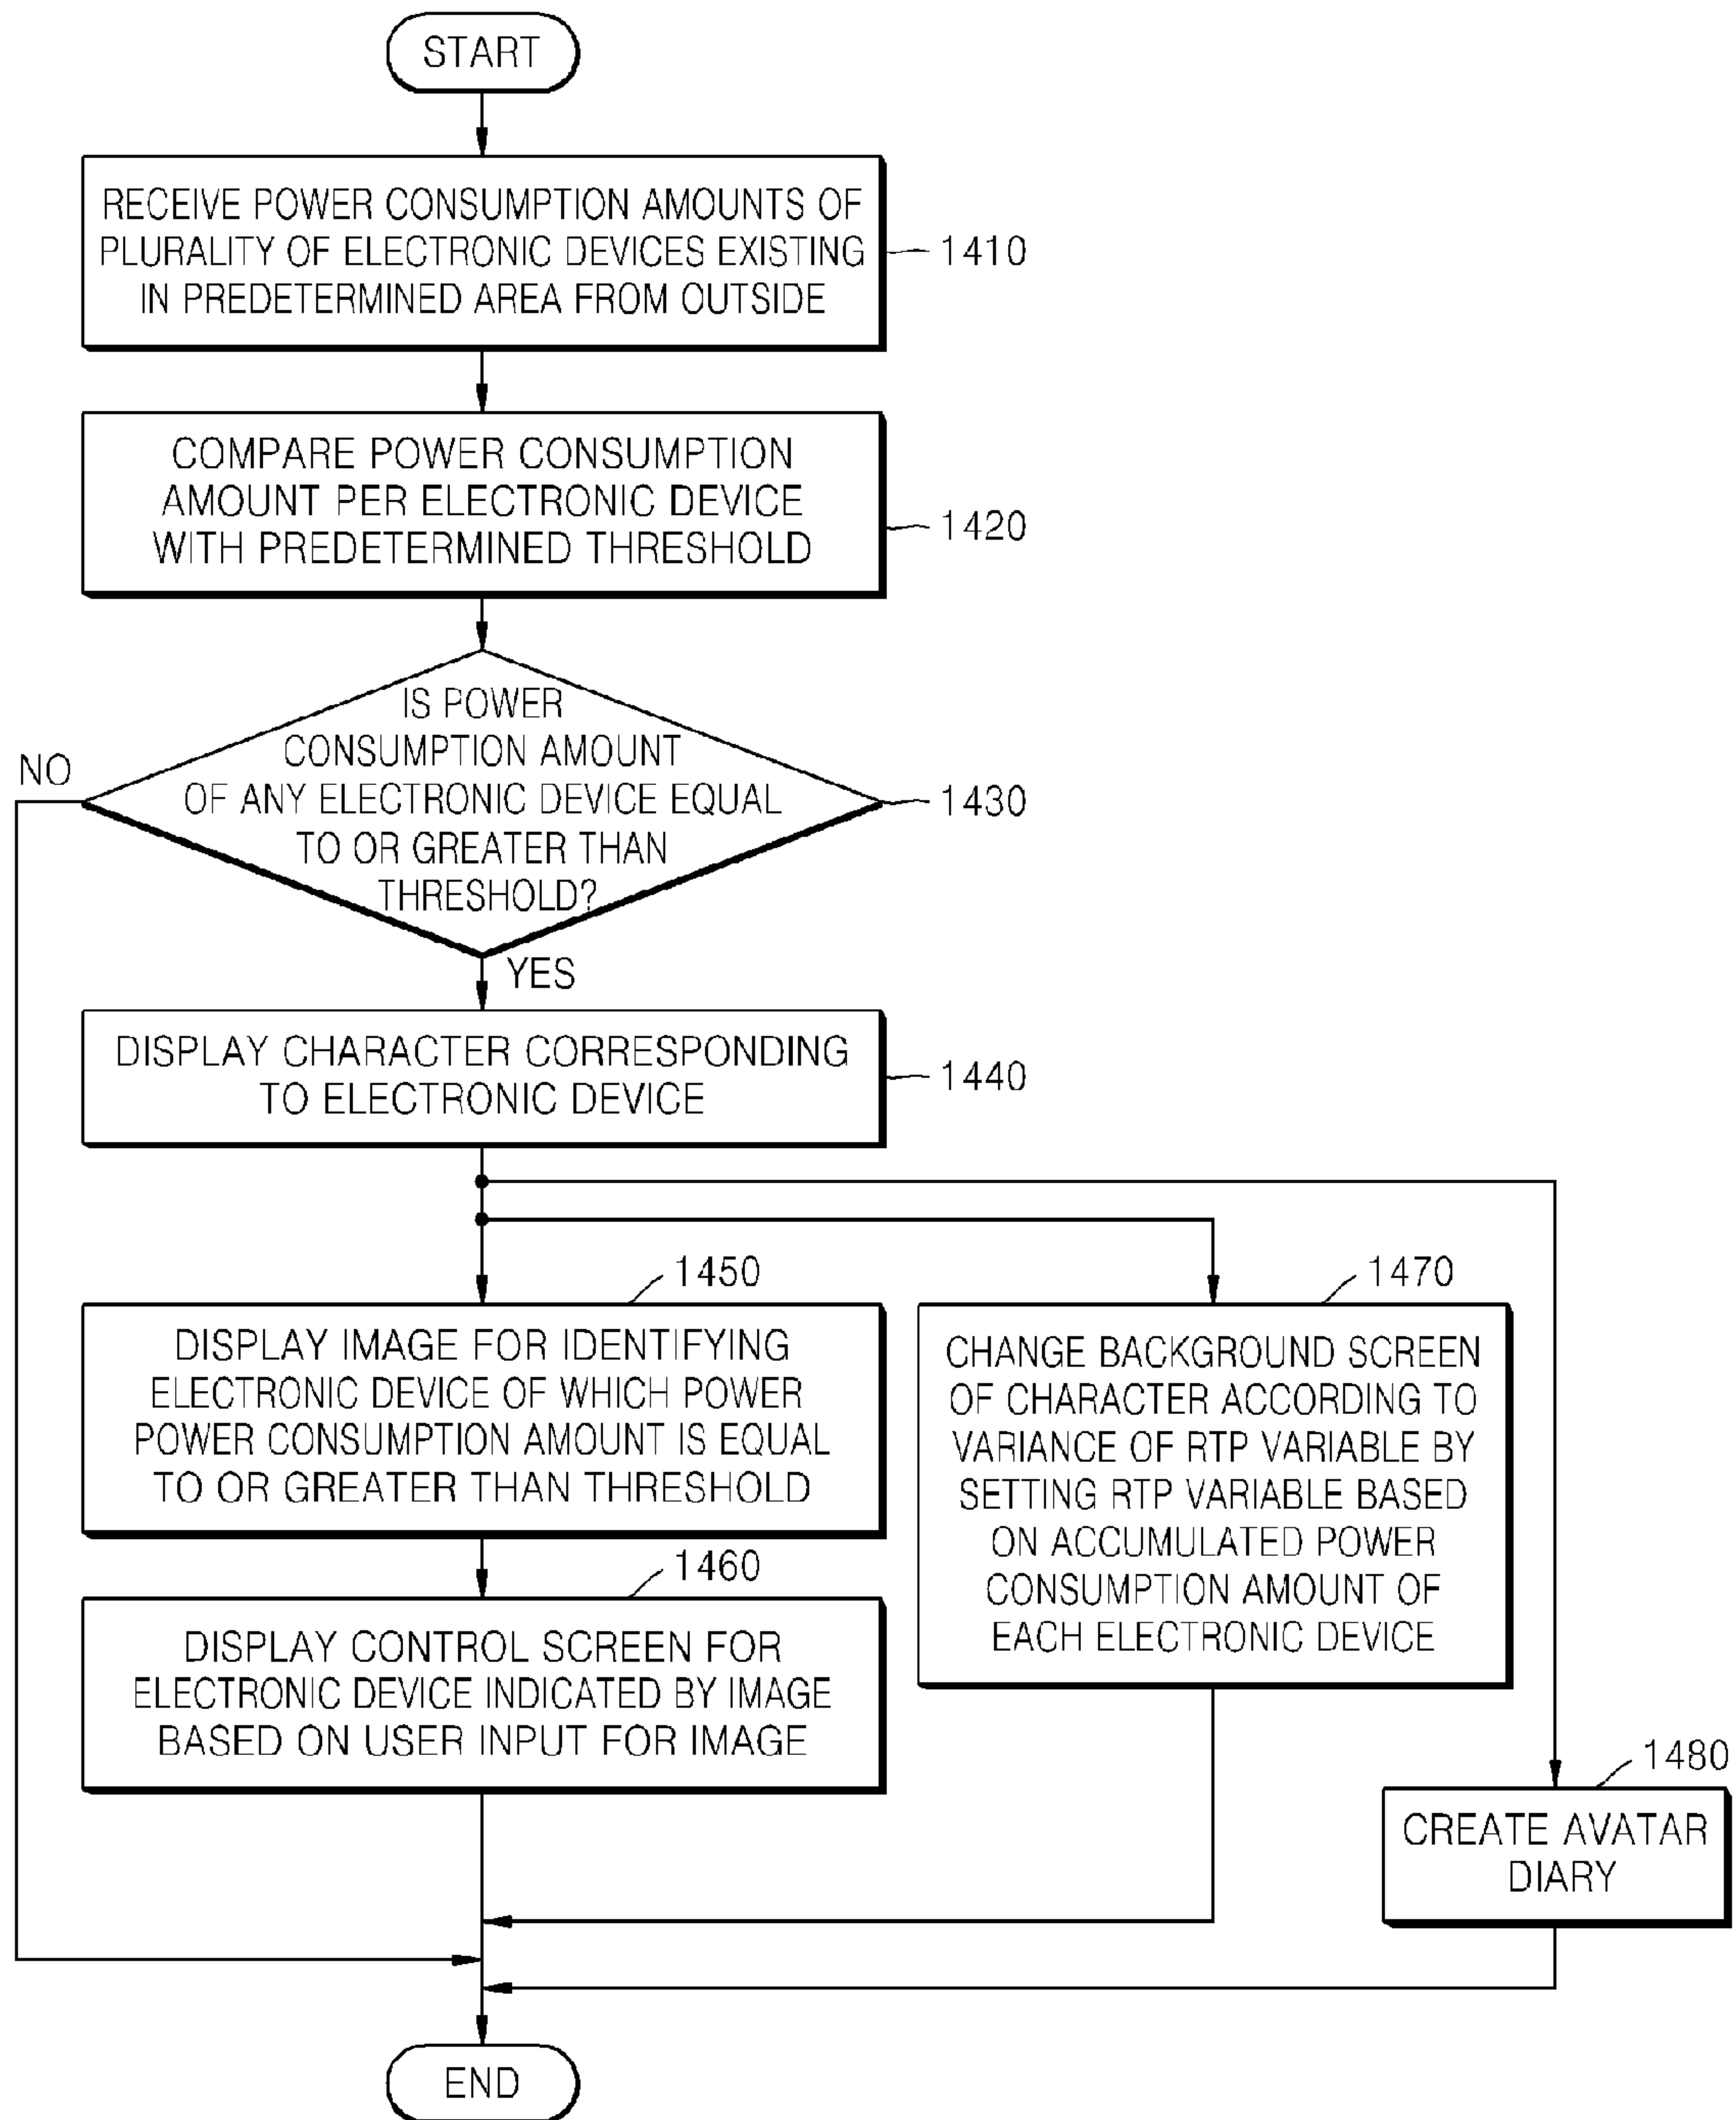 START
RECEIVE POWER CONSUMPTION AMOUNTS OF
PLURALITY OF ELECTRONIC DEVICES EXISTING
IN PREDETERMINED AREA FROM OUTSIDE
1410
COMPARE POWER CONSUMPTION
AMOUNT PER ELECTRONIC DEVICE
WITH PREDETERMINED THRESHOLD
1420
IS POWER
CONSUMPTION AMOUNT
OF ANY ELECTRONIC DEVICE EQUAL
TO OR GREATER THAN
THRESHOLD?
1430
NO
YES
DISPLAY CHARACTER CORRESPONDING
TO ELECTRONIC DEVICE
1440
1450
DISPLAY IMAGE FOR IDENTIFYING
ELECTRONIC DEVICE OF WHICH POWER
POWER CONSUMPTION AMOUNT IS EQUAL
TO OR GREATER THAN THRESHOLD
1460
DISPLAY CONTROL SCREEN FOR
ELECTRONIC DEVICE INDICATED BY IMAGE
BASED ON USER INPUT FOR IMAGE
1470
CHANGE BACKGROUND SCREEN
OF CHARACTER ACCORDING TO
VARIANCE OF RTP VARIABLE BY
SETTING RTP VARIABLE BASED
ON ACCUMULATED POWER
CONSUMPTION AMOUNT OF
EACH ELECTRONIC DEVICE
1480
CREATE AVATAR
DIARY
END